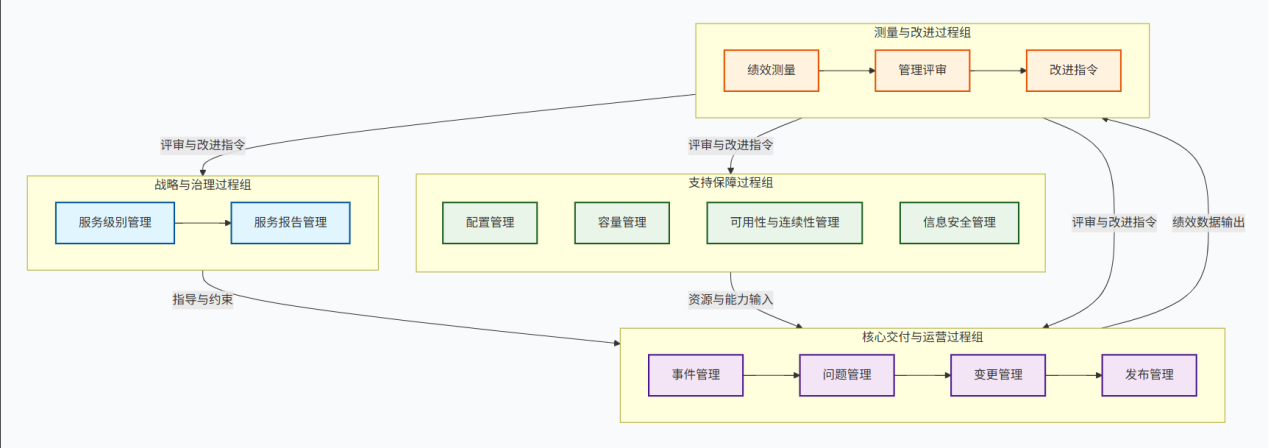 测量与改进过程组
绩效测量
管理评审
改进指令
评审与改进指令
评审与改进指令
战略与治理过程组
服务级别管理
服务报告管理
支持保障过程组
配置管理
容量管理
可用性与连续性管理
信息安全管理
评审与改进指令
绩效数据输出
指导与约束
资源与能力输入
核心交付与运营过程组
事件管理
问题管理
变更管理
发布管理